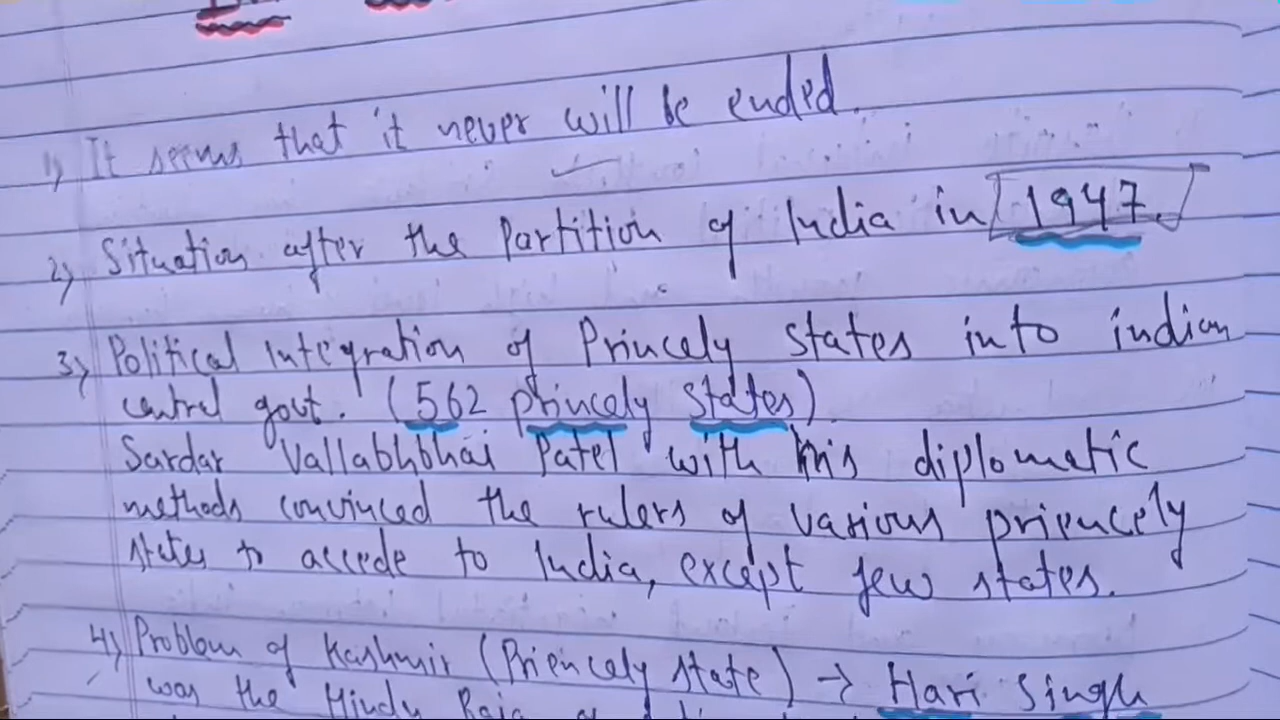 1) It seems that it never will be ended.
2) Situation after the Partition of India in 1947.
3) Political Integration of Princely states into indian
central govt. (562 princely states)
Sardar Vallabhbhai Patel with his diplomatic
methods convinced the rulers of various priencely
states to accede to India, except few states.
4) Problem of Kashmir (Priencely state) → Hari Singh
was the Hindu Raja of